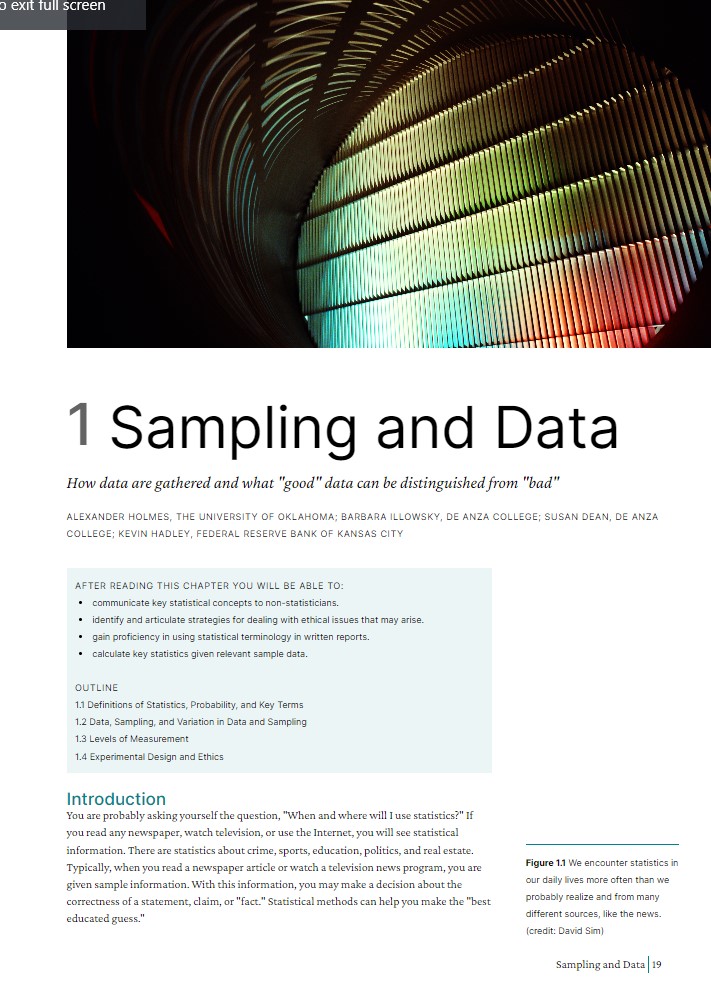 o exit full screen
1 Sampling and Data
How data are gathered and what "good" data can be distinguished from "bad"
ALEXANDER HOLMES, THE UNIVERSITY OF OKLAHOMA; BARBARA ILLOWSKY, DE ANZA COLLEGE; SUSAN DEAN, DE ANZA
COLLEGE; KEVIN HADLEY, FEDERAL RESERVE BANK OF KANSAS CITY
AFTER READING THIS CHAPTER YOU WILL BE ABLE TO:
• communicate key statistical concepts to non-statisticians.
• identify and articulate strategies for dealing with ethical issues that may arise.
• gain proficiency in using statistical terminology in written reports.
• calculate key statistics given relevant sample data.
OUTLINE
1.1 Definitions of Statistics, Probability, and Key Terms
1.2 Data, Sampling, and Variation in Data and Sampling
1.3 Levels of Measurement
1.4 Experimental Design and Ethics
Introduction
You are probably asking yourself the question, "When and where will I use statistics?" If
you read any newspaper, watch television, or use the Internet, you will see statistical
information. There are statistics about crime, sports, education, politics, and real estate.
Typically, when you read a newspaper article or watch a television news program, you are
given sample information. With this information, you may make a decision about the
correctness of a statement, claim, or "fact." Statistical methods can help you make the "best
educated guess."
Figure 1.1 We encounter statistics in
our daily lives more often than we
probably realize and from many
different sources, like the news.
(credit: David Sim)
Sampling and Data | 19